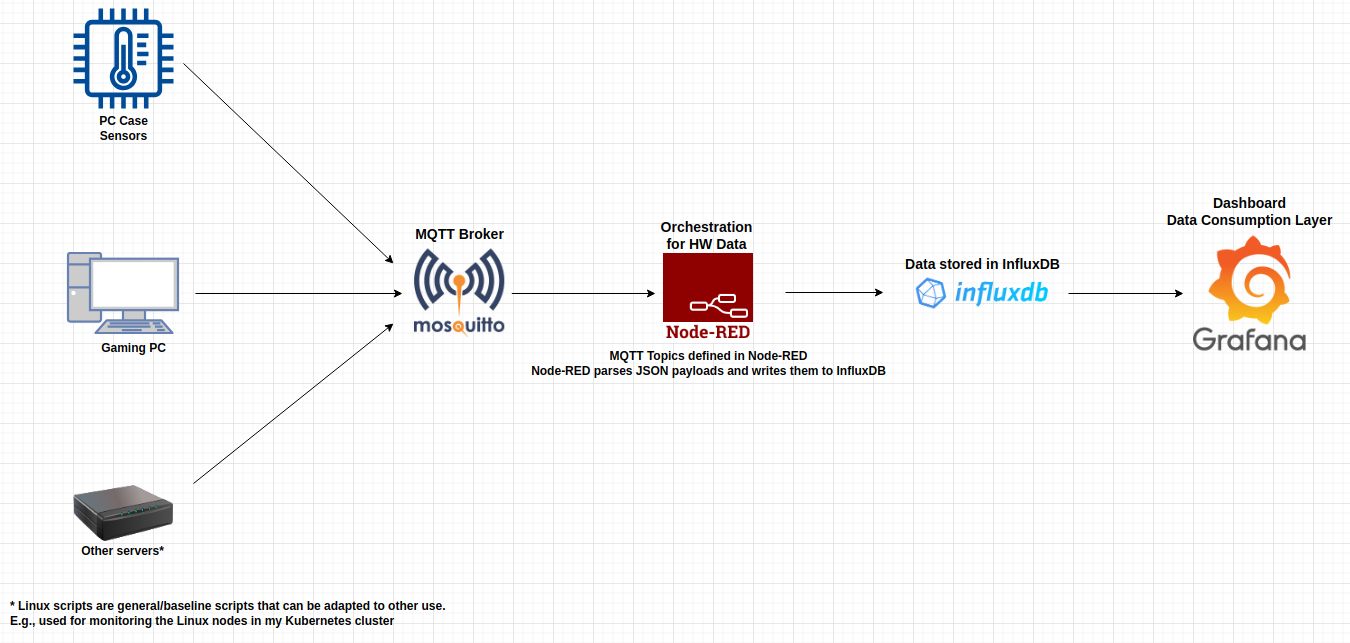 PC Case
Sensors
Gaming PC
Other servers*
MQTT Broker
mosquitto
Orchestration
for HW Data
Node-RED
MQTT Topics defined in Node-RED
Node-RED parses JSON payloads and writes them to InfluxDB
Data stored in InfluxDB
influxdb
Dashboard
Data Consumption Layer
Grafana
* Linux scripts are general/baseline scripts that can be adapted to other use.
E.g., used for monitoring the Linux nodes in my Kubernetes cluster